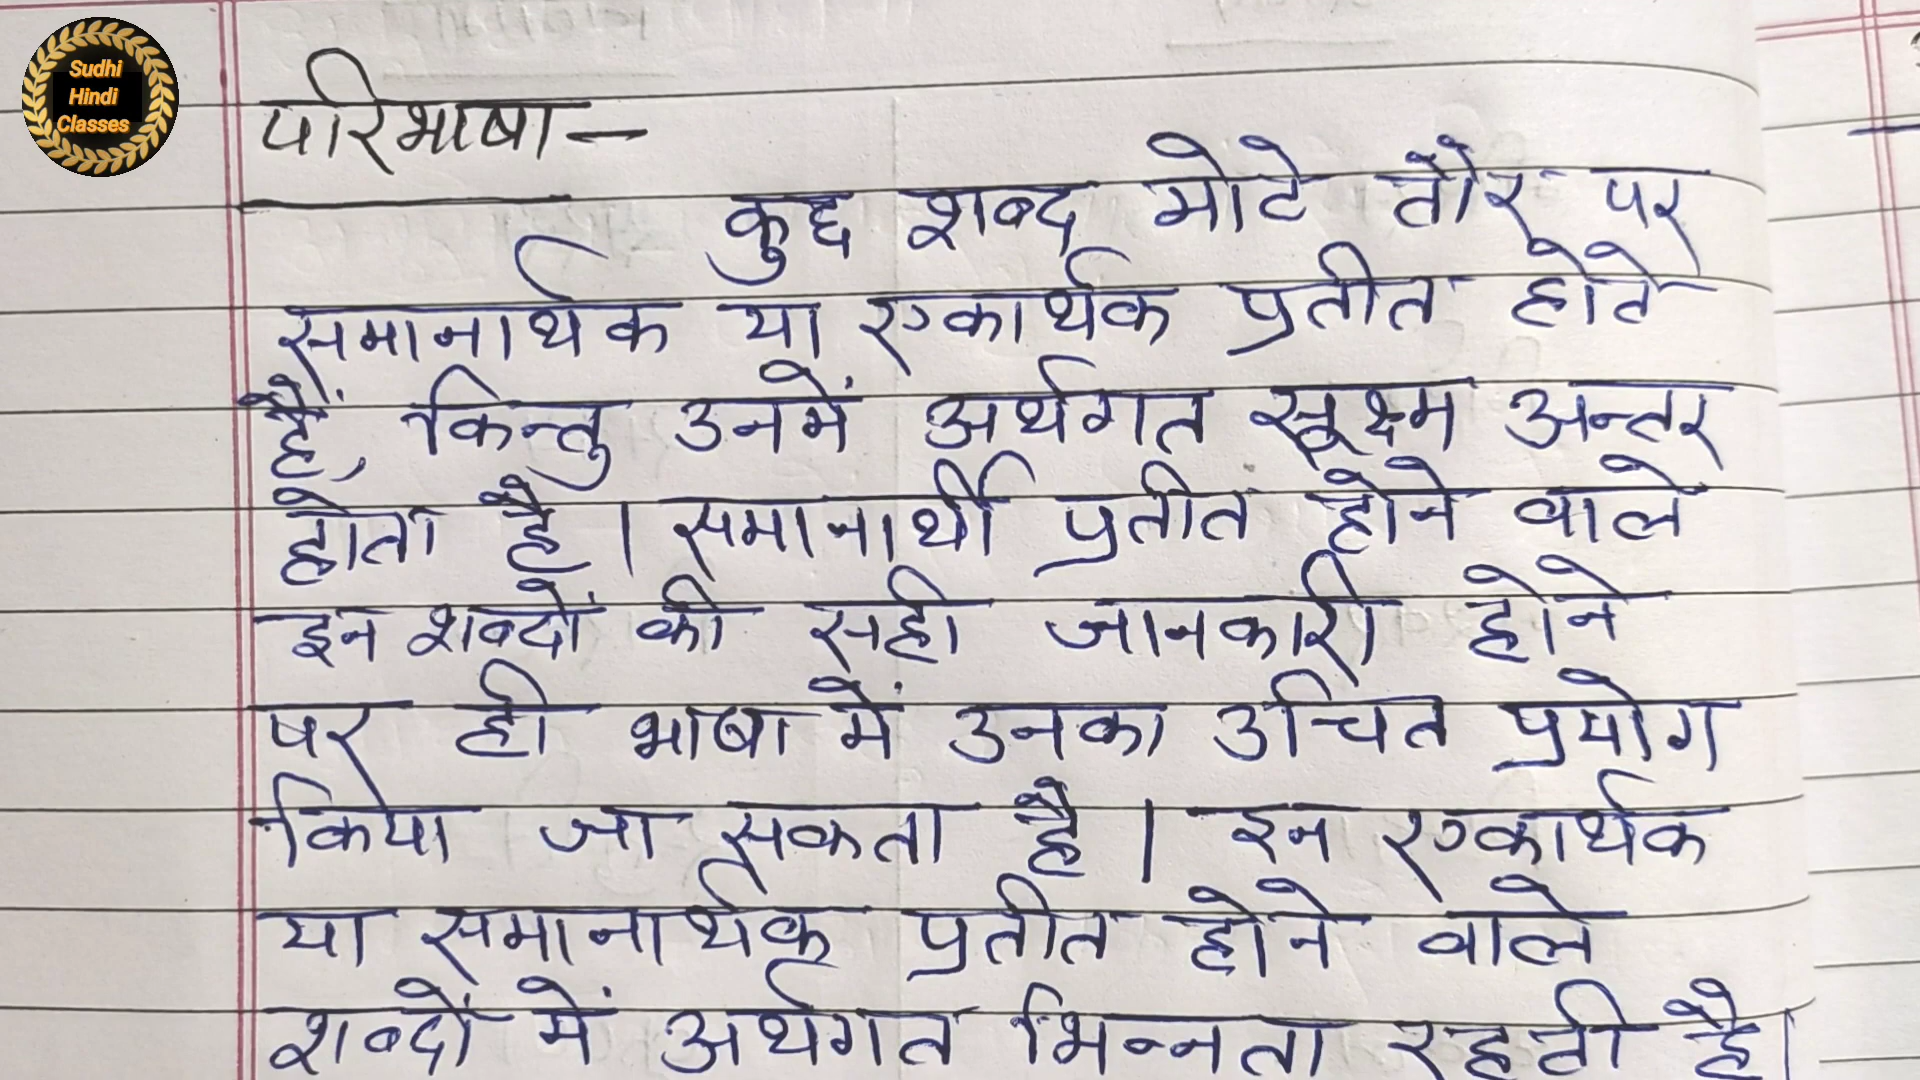 Sudhi
Hindi
Classes
परिभाषा —
कुछ शब्द मोटे तौर पर
समानार्थक या एकार्थक प्रतीत होते
हैं, किन्तु उनमें अर्थगत सूक्ष्म अन्तर
होता है । समानार्थी प्रतीत होने वाले
इन शब्दों की सही जानकारी होने
पर ही भाषा में उनका उचित प्रयोग
किया जा सकता है । इन एकार्थक
या समानार्थक प्रतीत होने वाले
शब्दों में अर्थगत भिन्नता रहती है।